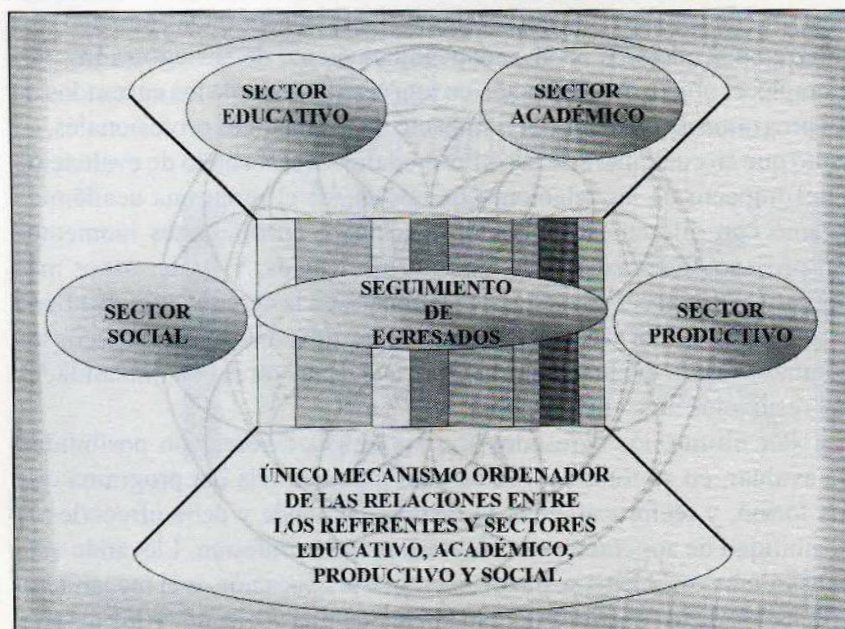 SECTOR
EDUCATIVO
SECTOR
ACADÉMICO
SECTOR
SOCIAL
SEGUIMIENTO
DE
EGRESADOS
SECTOR
PRODUCTIVO
ÚNICO MECANISMO ORDENADOR
DE LAS RELACIONES ENTRE
LOS REFERENTES Y SECTORES
EDUCATIVO, ACADÉMICO,
PRODUCTIVO Y SOCIAL